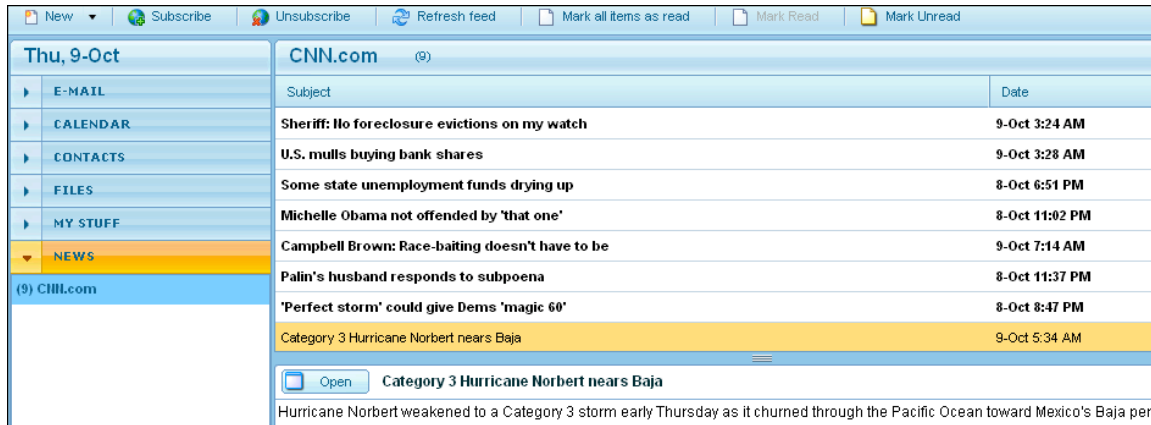 New Subscribe Unsubscribe Refresh feed Mark all items as read Mark Read Mark Unread
Thu, 9-Oct
E-MAIL
CALENDAR
CONTACTS
FILES
MY STUFF
NEWS
(9) CNN.com
CNN.com (9)
Subject Date
Sheriff: No foreclosure evictions on my watch 9-Oct 3:24 AM
U.S. mulls buying bank shares 9-Oct 3:28 AM
Some state unemployment funds drying up 8-Oct 6:51 PM
Michelle Obama not offended by 'that one' 8-Oct 11:02 PM
Campbell Brown: Race-baiting doesn't have to be 9-Oct 7:14 AM
Palin's husband responds to subpoena 8-Oct 11:37 PM
'Perfect storm' could give Dems 'magic 60' 8-Oct 8:47 PM
Category 3 Hurricane Norbert nears Baja 9-Oct 5:34 AM
Open Category 3 Hurricane Norbert nears Baja
Hurricane Norbert weakened to a Category 3 storm early Thursday as it churned through the Pacific Ocean toward Mexico's Baja per